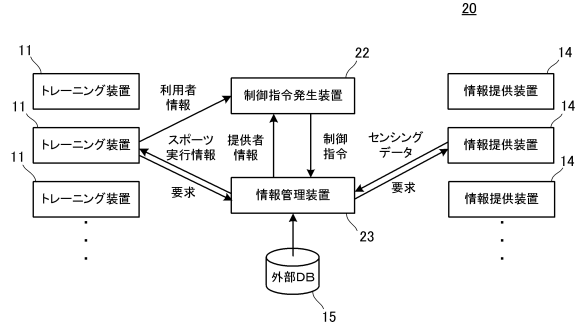 20
11
トレーニング装置
11
トレーニング装置
11
トレーニング装置
利用者
情報
22
制御指令発生装置
スポーツ
実行情報
提供者
情報
制御
指令
要求
情報管理装置
23
センシング
データ
要求
14
情報提供装置
14
情報提供装置
14
情報提供装置
外部DB
15